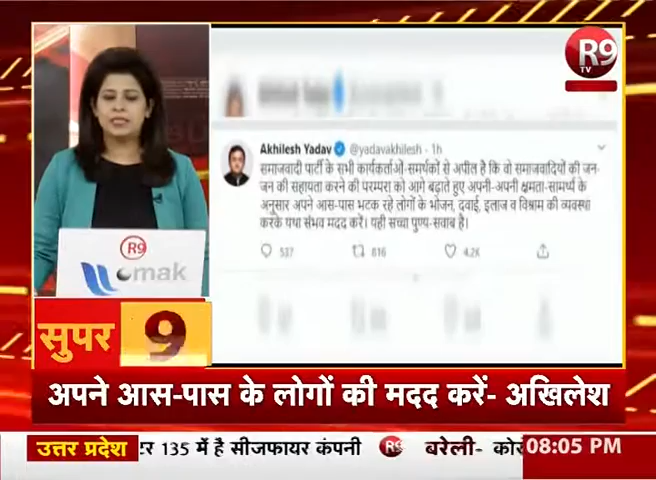 R9
TV
Akhilesh Yadav @yadavakhilesh · 1h
समाजवादी पार्टी के सभी कार्यकर्ताओं-समर्थकों से अपील है कि वो समाजवादियों की जन-
जन की सहायता करने की परम्परा को आगे बढ़ाते हुए अपनी-अपनी क्षमता-सामर्थ्य के
अनुसार अपने आस-पास भटक रहे लोगों के भोजन, दवाई, इलाज व विश्राम की व्यवस्था
करके यथा संभव मदद करें। यही सच्चा पुण्य-सवाब है।
537 816 4.2K
R9
omak
सुपर 9
अपने आस-पास के लोगों की मदद करें- अखिलेश
उत्तर प्रदेश टर 135 में है सीजफायर कंपनी R9 बरेली- कोर 08:05 PM